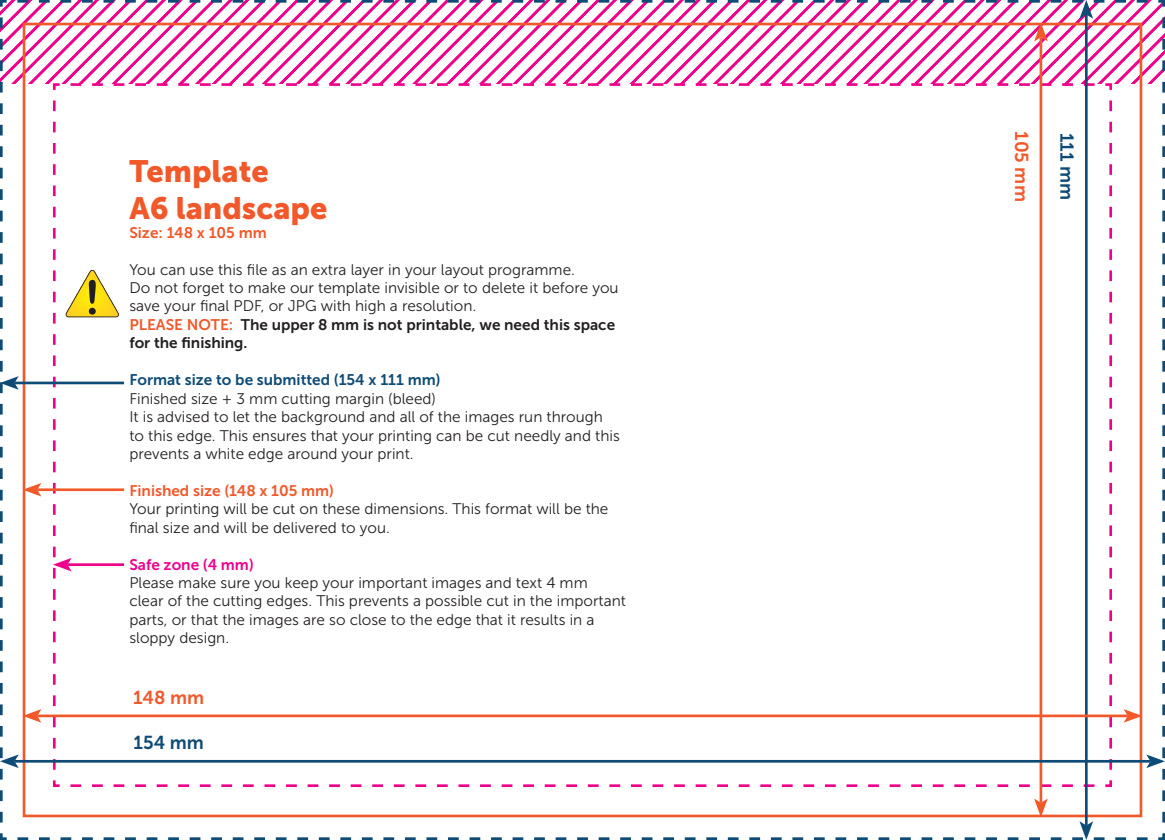 105 mm
111 mm
Template
A6 landscape
Size: 148 x 105 mm
You can use this file as an extra layer in your layout programme.
Do not forget to make our template invisible or to delete it before you
save your final PDF, or JPG with high a resolution.
PLEASE NOTE: The upper 8 mm is not printable, we need this space
for the finishing.
Format size to be submitted (154 x 111 mm)
Finished size + 3 mm cutting margin (bleed)
It is advised to let the background and all of the images run through
to this edge. This ensures that your printing can be cut needly and this
prevents a white edge around your print.
Finished size (148 x 105 mm)
Your printing will be cut on these dimensions. This format will be the
final size and will be delivered to you.
Safe zone (4 mm)
Please make sure you keep your important images and text 4 mm
clear of the cutting edges. This prevents a possible cut in the important
parts, or that the images are so close to the edge that it results in a
sloppy design.
148 mm
154 mm